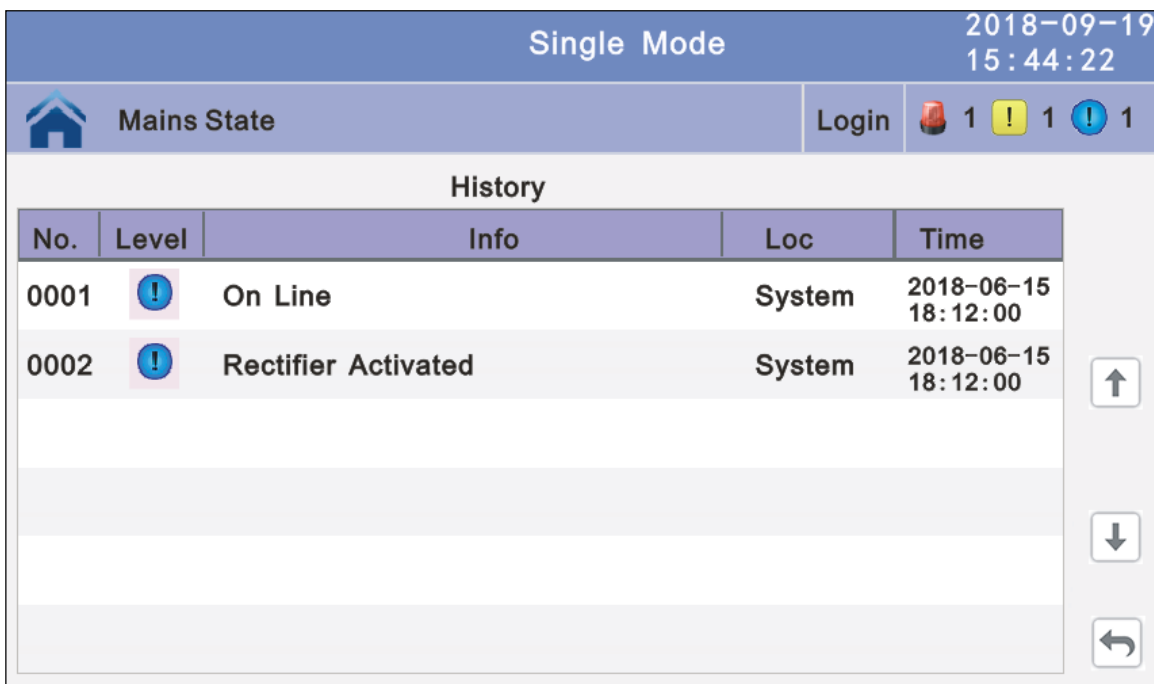 Single Mode
2018-09-19
15:44:22
Mains State
Login
1 ! 1 ! 1
History
No. Level Info Loc Time
0001 ! On Line System 2018-06-15
18:12:00
0002 ! Rectifier Activated System 2018-06-15
18:12:00